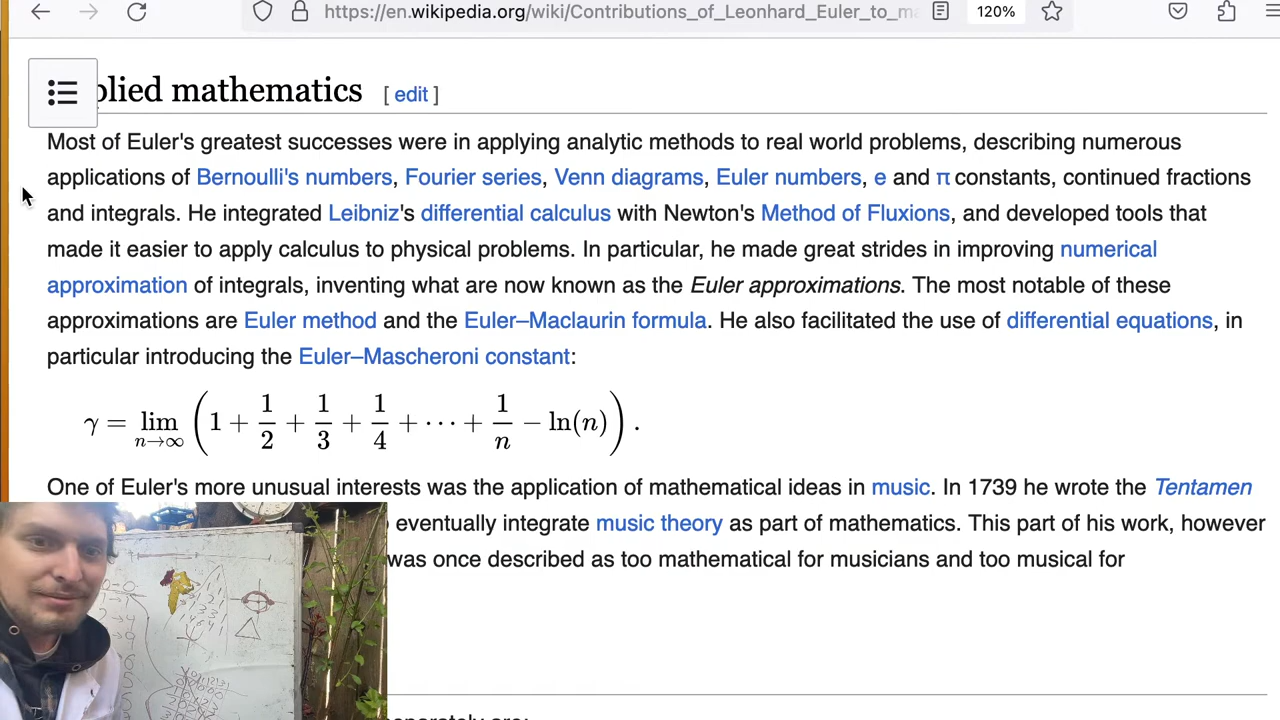 https://en.wikipedia.org/wiki/Contributions_of_Leonhard_Euler_to_ma
120%
plied mathematics [ edit ]
Most of Euler's greatest successes were in applying analytic methods to real world problems, describing numerous
applications of Bernoulli's numbers, Fourier series, Venn diagrams, Euler numbers, e and π constants, continued fractions
and integrals. He integrated Leibniz's differential calculus with Newton's Method of Fluxions, and developed tools that
made it easier to apply calculus to physical problems. In particular, he made great strides in improving numerical
approximation of integrals, inventing what are now known as the Euler approximations. The most notable of these
approximations are Euler method and the Euler–Maclaurin formula. He also facilitated the use of differential equations, in
particular introducing the Euler–Mascheroni constant:
γ = lim n→∞ (1 + 1/2 + 1/3 + 1/4 + ⋯ + 1/n − ln(n)).
One of Euler's more unusual interests was the application of mathematical ideas in music. In 1739 he wrote the Tentamen
eventually integrate music theory as part of mathematics. This part of his work, however
was once described as too mathematical for musicians and too musical for